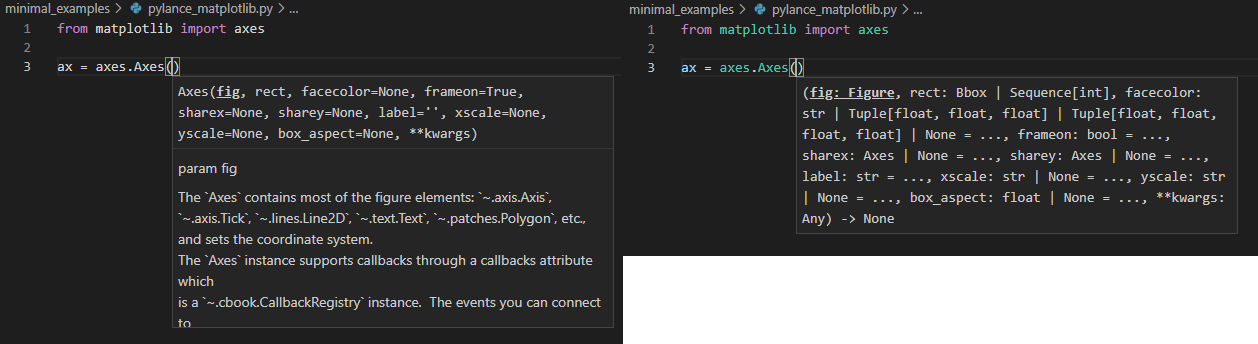 minimal_examples > pylance_matplotlib.py > ...
1 from matplotlib import axes
2
3 ax = axes.Axes()
Axes(fig, rect, facecolor=None, frameon=True,
sharex=None, sharey=None, label='', xscale=None,
yscale=None, box_aspect=None, **kwargs)
param fig
The `Axes` contains most of the figure elements: `~.axis.Axis`,
`~.axis.Tick`, `~.lines.Line2D`, `~.text.Text`, `~.patches.Polygon`, etc.,
and sets the coordinate system.
The `Axes` instance supports callbacks through a callbacks attribute
which
is a `~.cbook.CallbackRegistry` instance.  The events you can connect
to
minimal_examples > pylance_matplotlib.py > ...
1 from matplotlib import axes
2
3 ax = axes.Axes()
(fig: Figure, rect: Bbox | Sequence[int], facecolor:
str | Tuple[float, float, float] | Tuple[float, float,
float, float] | None = ..., frameon: bool = ...,
sharex: Axes | None = ..., sharey: Axes | None = ...,
label: str = ..., xscale: str | None = ..., yscale: str
| None = ..., box_aspect: float | None = ..., **kwargs:
Any) -> None